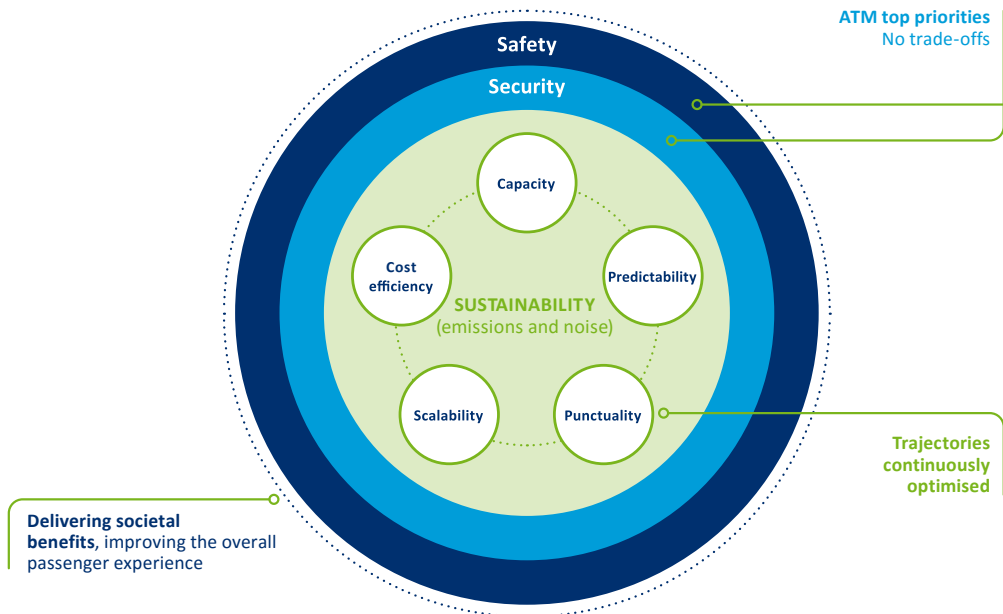 ATM top priorities
No trade-offs
Safety
Security
Capacity
Cost
efficiency
Predictability
SUSTAINABILITY
(emissions and noise)
Scalability
Punctuality
Trajectories
continuously
optimised
Delivering societal
benefits, improving the overall
passenger experience